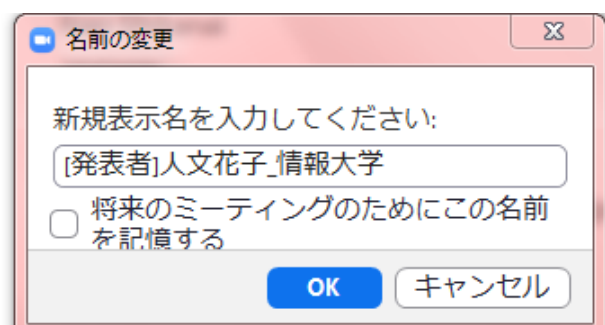 名前の変更
新規表示名を入力してください:
[発表者]人文花子_情報大学
将来のミーティングのためにこの名前
を記憶する
OK
キャンセル